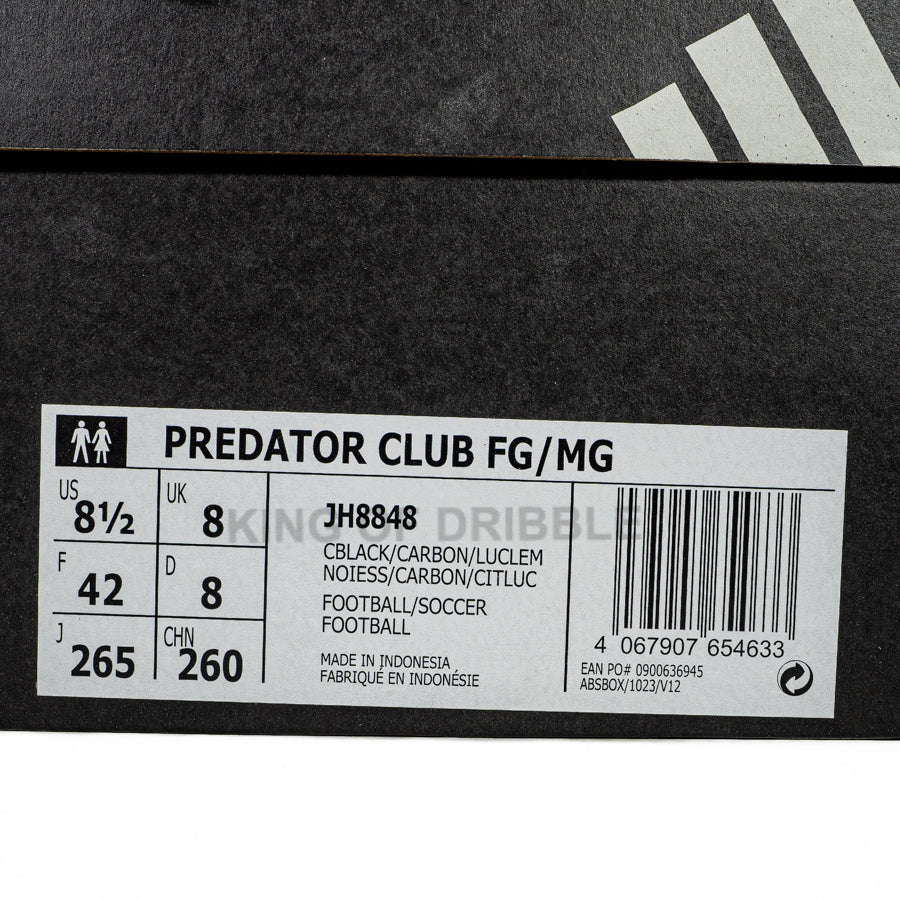 PREDATOR CLUB FG/MG
US 8½
UK 8
F 42
D 8
J 265
CHN 260
KING OF DRIBBLE
JH8848
CBLACK/CARBON/LUCLEM
NOIESS/CARBON/CITLUC
FOOTBALL/SOCCER
FOOTBALL
MADE IN INDONESIA
FABRIQUÉ EN INDONÉSIE
4 067907 654633
EAN PO# 0900636945
ABSBOX/1023/V12